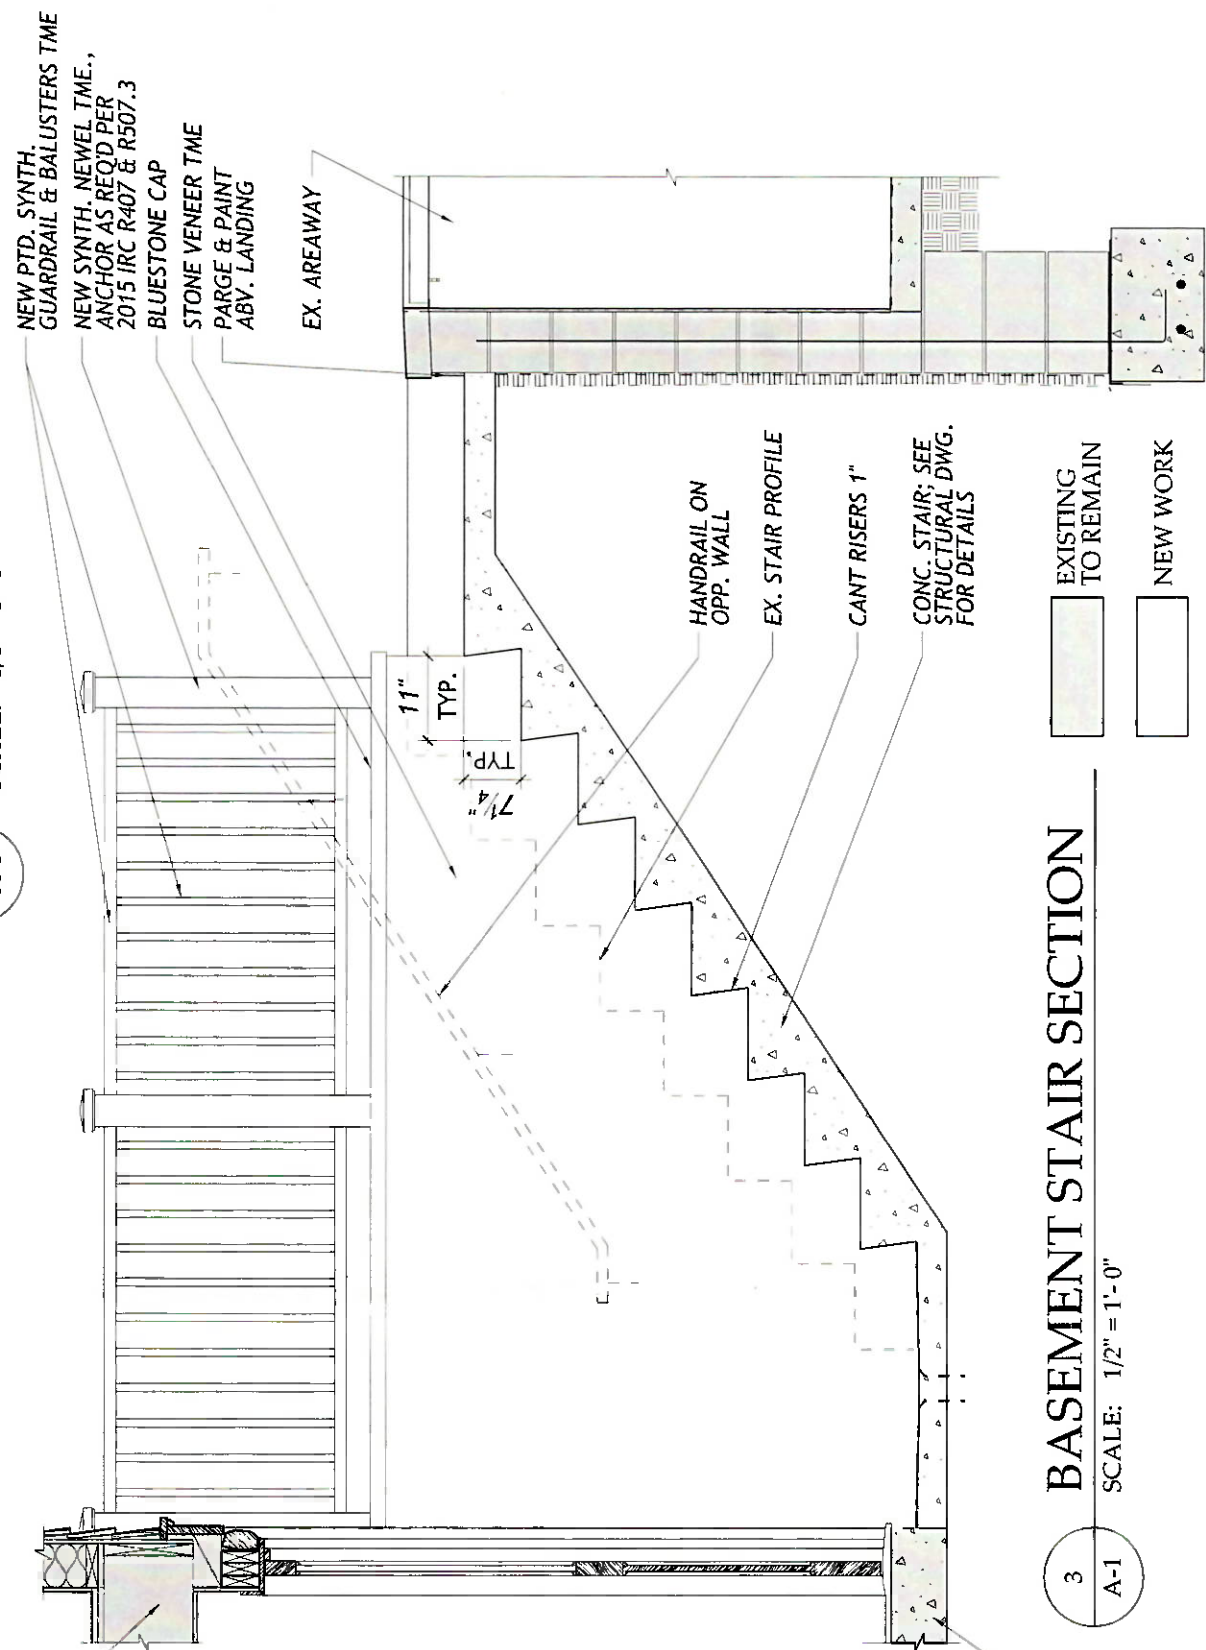 NEW PTD. SYNTH.
GUARDRAIL & BALUSTERS TME
NEW SYNTH. NEWEL TME.,
ANCHOR AS REQ'D PER
2015 IRC R407 & R507.3
BLUESTONE CAP
STONE VENEER TME
PARGE & PAINT
ABV. LANDING
EX. AREAWAY
11"
TYP.
7 1/4"
TYP.
HANDRAIL ON
OPP. WALL
EX. STAIR PROFILE
CANT RISERS 1"
CONC. STAIR; SEE
STRUCTURAL DWG.
FOR DETAILS
EXISTING
TO REMAIN
NEW WORK
3
A-1
BASEMENT STAIR SECTION
SCALE: 1/2" = 1'-0"